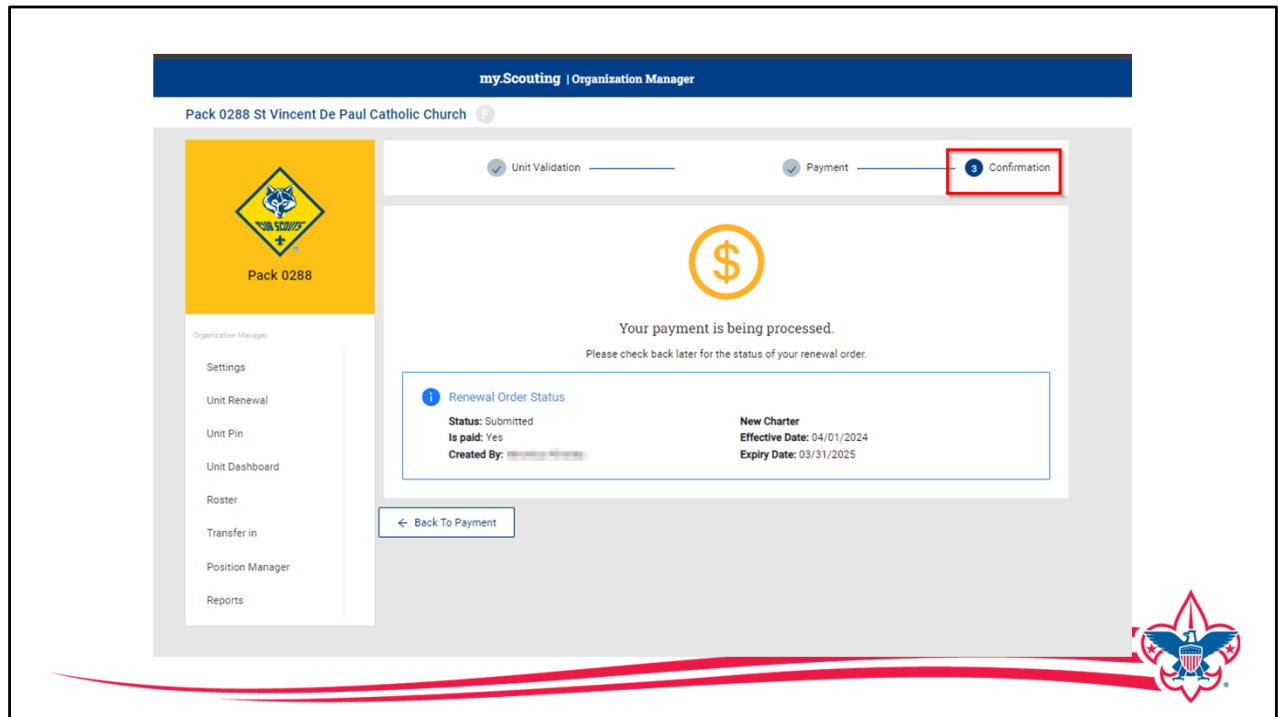 my.Scouting | Organization Manager
Pack 0288 St Vincent De Paul Catholic Church F
CUB SCOUTS
Pack 0288
Unit Validation
Payment
3 Confirmation
$
Your payment is being processed.
Please check back later for the status of your renewal order.
i Renewal Order Status
Status: Submitted
Is paid: Yes
Created By:
New Charter
Effective Date: 04/01/2024
Expiry Date: 03/31/2025
← Back To Payment
Organization Manager
Settings
Unit Renewal
Unit Pin
Unit Dashboard
Roster
Transfer in
Position Manager
Reports